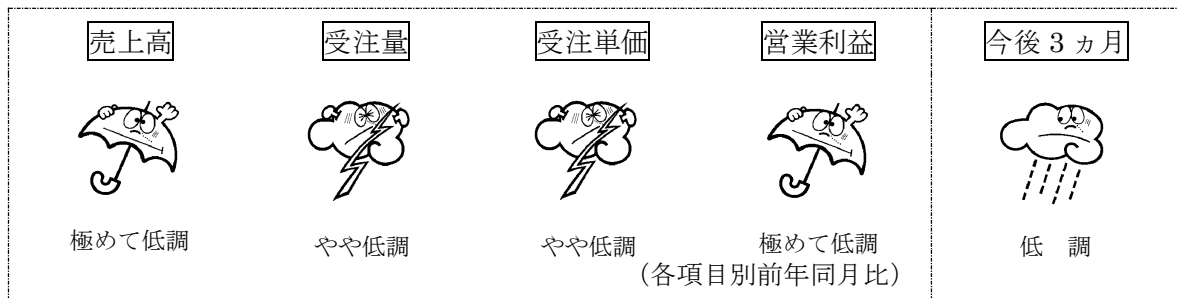 売上高 受注量 受注単価 営業利益 今後3ヵ月
極めて低調 やや低調 やや低調 極めて低調 低 調
(各項目別前年同月比)